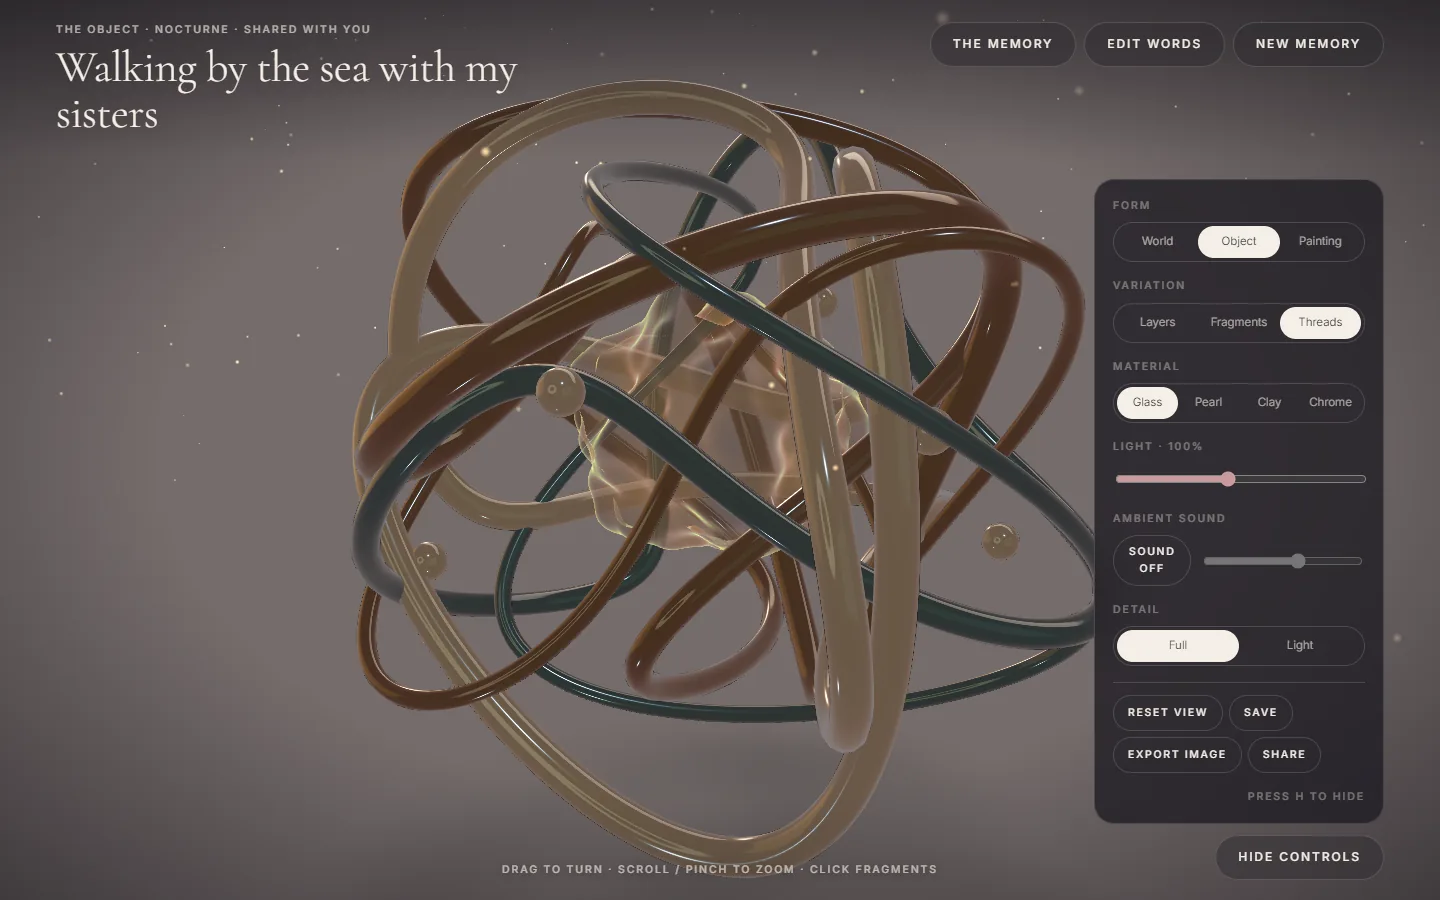 THE OBJECT · NOCTURNE · SHARED WITH YOU
Walking by the sea with my
sisters
THE MEMORY
EDIT WORDS
NEW MEMORY
FORM
World
Object
Painting
VARIATION
Layers
Fragments
Threads
MATERIAL
Glass
Pearl
Clay
Chrome
LIGHT · 100%
AMBIENT SOUND
SOUND
OFF
DETAIL
Full
Light
RESET VIEW
SAVE
EXPORT IMAGE
SHARE
PRESS H TO HIDE
HIDE CONTROLS
DRAG TO TURN · SCROLL / PINCH TO ZOOM · CLICK FRAGMENTS